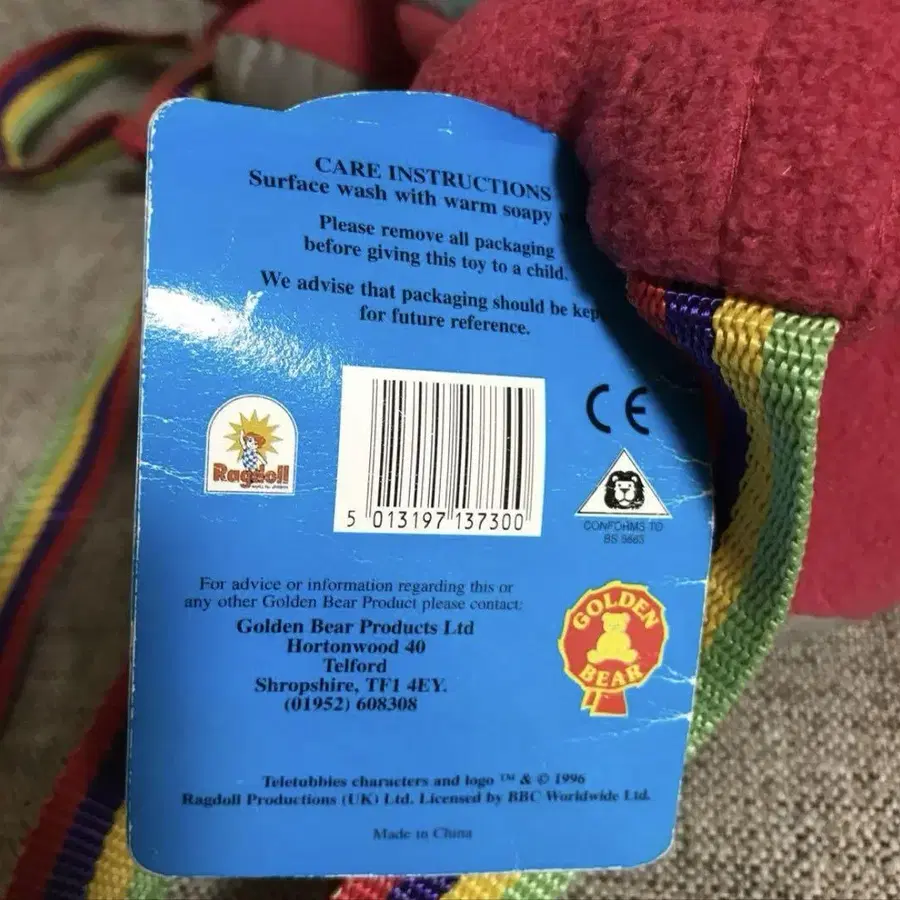 CARE INSTRUCTIONS
Surface wash with warm soapy
Please remove all packaging
before giving this toy to a child.
We advise that packaging should be kep
for future reference.
CE
Ragdoll
5 013197 137300
CONFORMS TO
BS 5665
For advice or information regarding this or
any other Golden Bear Product please contact:
Golden Bear Products Ltd
Hortonwood 40
Telford
Shropshire, TF1 4EY.
(01952) 608308
GOLDEN
BEAR
Teletubbies characters and logo ™ & © 1996
Ragdoll Productions (UK) Ltd. Licensed by BBC Worldwide Ltd.
Made in China